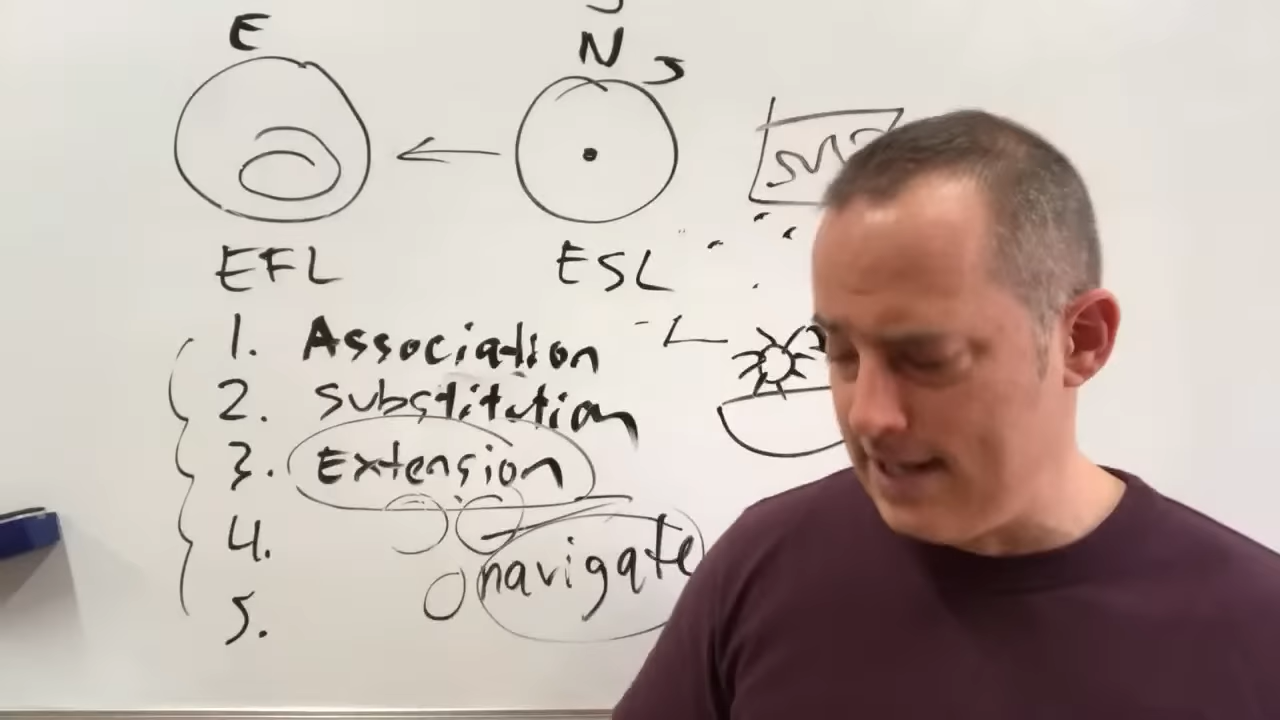 E
N S
EFL
ESL
1. Association
2. Substitution
3. Extension
4.
navigate
5.